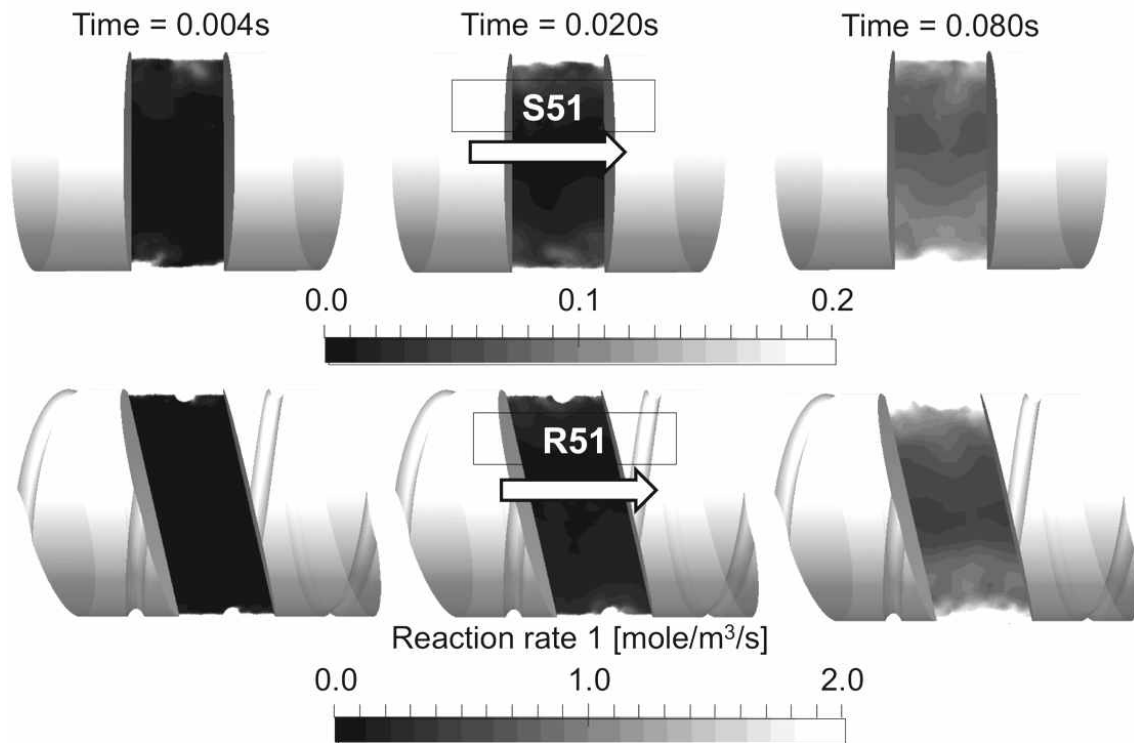 Time = 0.004s Time = 0.020s Time = 0.080s
S51
0.0 0.1 0.2
R51
Reaction rate 1 [mole/m³/s]
0.0 1.0 2.0